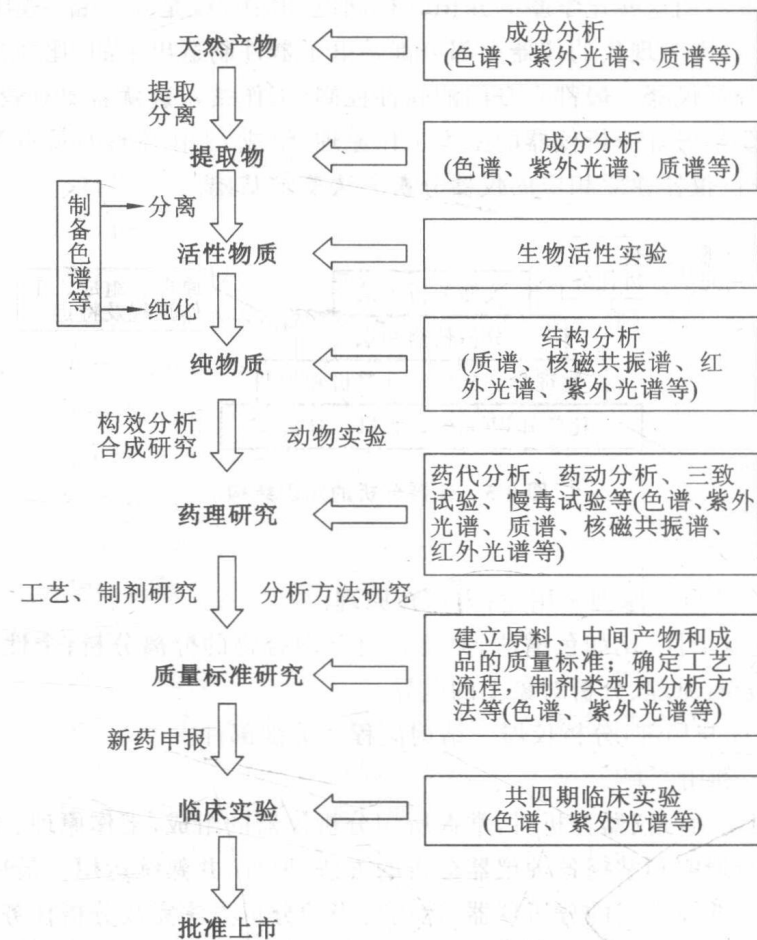 天然产物
成分分析
(色谱、紫外光谱、质谱等)
提取
分离
提取物
成分分析
(色谱、紫外光谱、质谱等)
制备色谱等
分离
活性物质
生物活性实验
纯化
纯物质
结构分析
(质谱、核磁共振谱、红
外光谱、紫外光谱等)
构效分析
合成研究
动物实验
药理研究
药代分析、药动分析、三致
试验、慢毒试验等(色谱、紫外
光谱、质谱、核磁共振谱、
红外光谱等)
工艺、制剂研究
分析方法研究
质量标准研究
建立原料、中间产物和成
品的质量标准；确定工艺
流程，制剂类型和分析方
法等(色谱、紫外光谱等)
新药申报
临床实验
共四期临床实验
(色谱、紫外光谱等)
批准上市